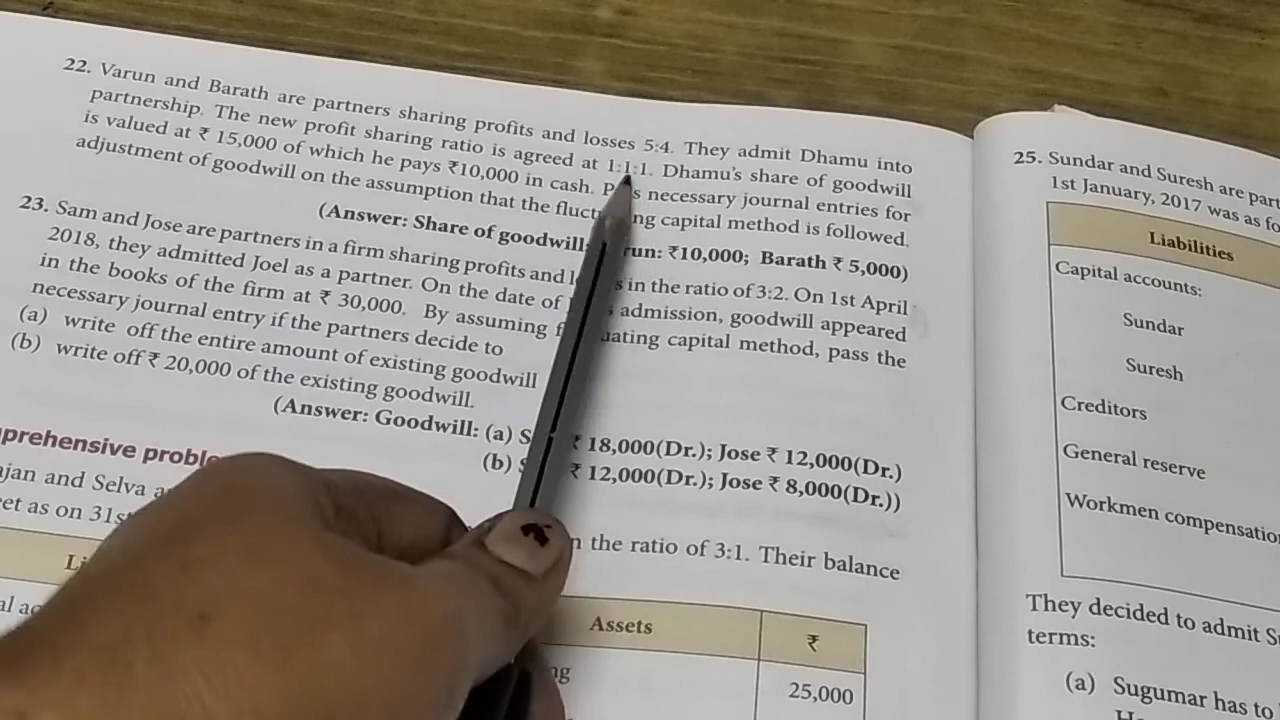 22. Varun and Barath are partners sharing profits and losses 5:4. They admit Dhamu into
partnership. The new profit sharing ratio is agreed at 1:1:1. Dhamu's share of goodwill
is valued at ₹ 15,000 of which he pays ₹10,000 in cash. necessary journal entries for
adjustment of goodwill on the assumption that the capital method is followed.
(Answer: Share of goodwill: ₹10,000; Barath ₹ 5,000)
23. Sam and Jose are partners in a firm sharing profits and in the ratio of 3:2. On 1st April
2018, they admitted Joel as a partner. On the date of admission, goodwill appeared
in the books of the firm at ₹ 30,000. By assuming capital method, pass the
necessary journal entry if the partners decide to
(a) write off the entire amount of existing goodwill
(b) write off ₹ 20,000 of the existing goodwill.
(Answer: Goodwill: (a) ₹ 18,000(Dr.); Jose ₹ 12,000(Dr.)
(b) ₹ 12,000(Dr.); Jose ₹ 8,000(Dr.))
and Selva
as on
the ratio of 3:1. Their balance
Assets ₹
25,000
25. Sundar and Suresh are
1st January, 2017 was as
Liabilities
Capital accounts:
Sundar
Suresh
Creditors
General reserve
Workmen
They decided to admit
terms:
(a) Sugumar has to